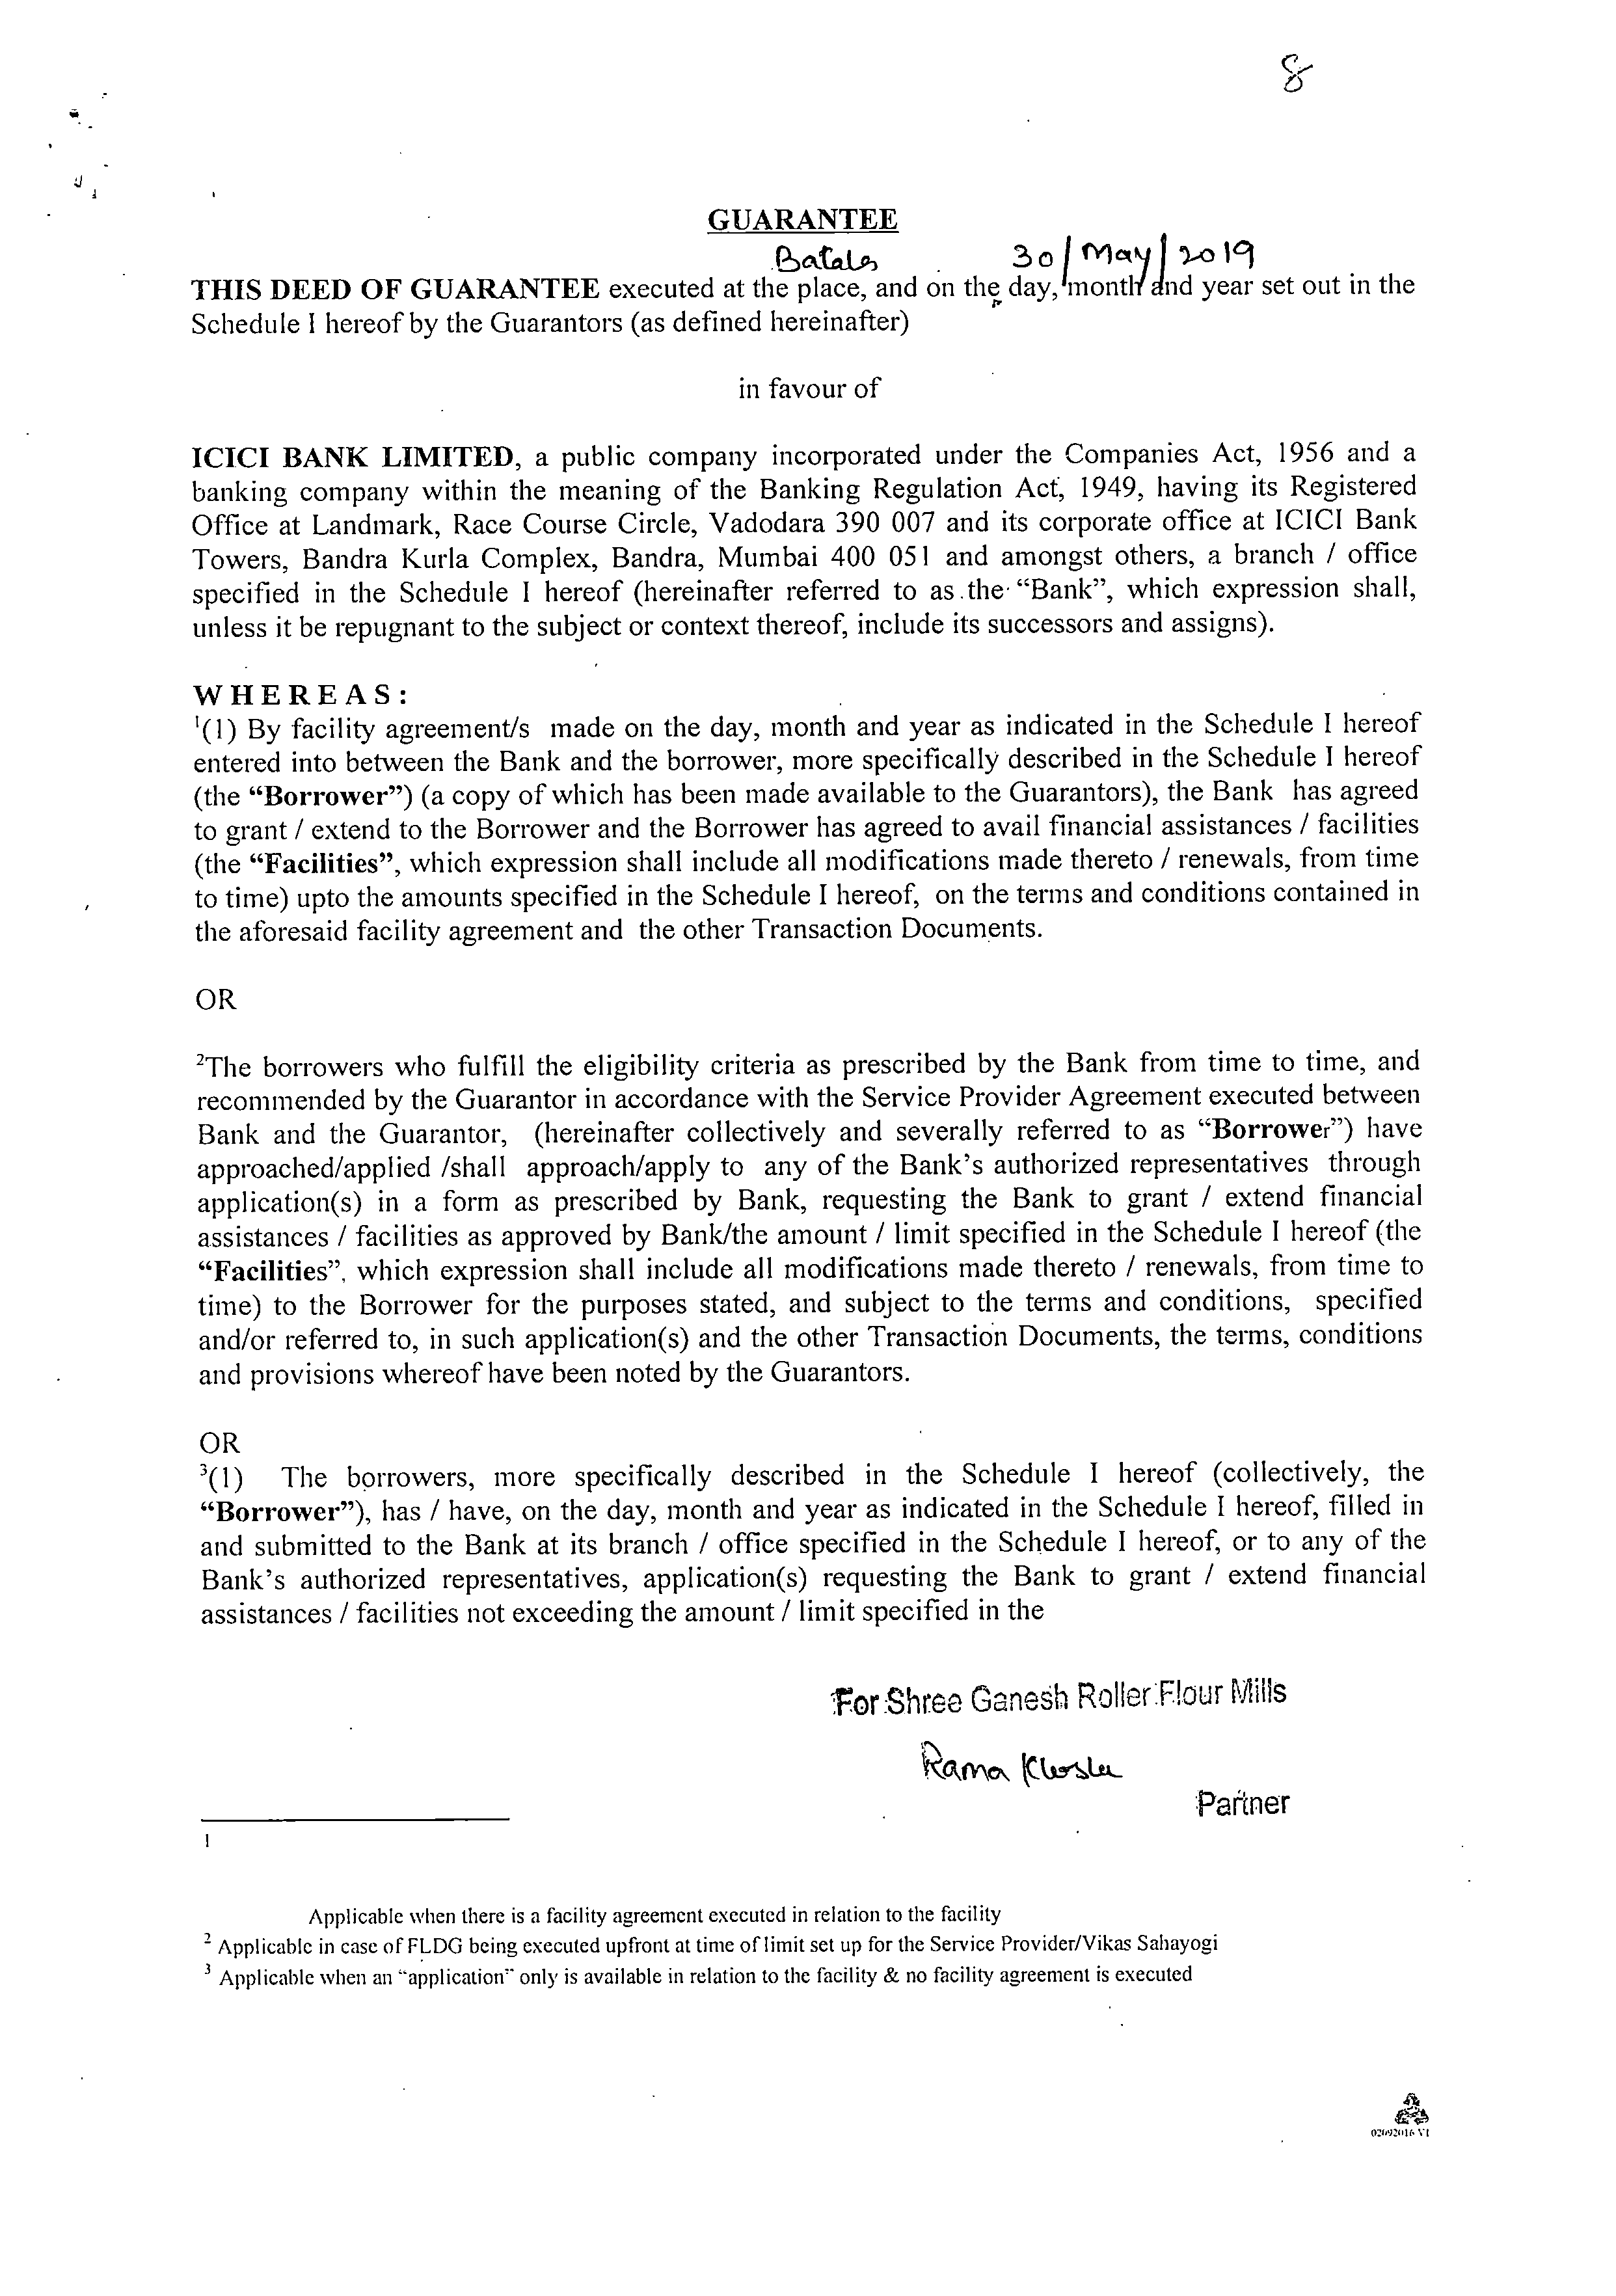 8
GUARANTEE
Batala 30/May/2019
THIS DEED OF GUARANTEE executed at the place, and on the day, month and year set out in the
Schedule I hereof by the Guarantors (as defined hereinafter)
in favour of
ICICI BANK LIMITED, a public company incorporated under the Companies Act, 1956 and a
banking company within the meaning of the Banking Regulation Act, 1949, having its Registered
Office at Landmark, Race Course Circle, Vadodara 390 007 and its corporate office at ICICI Bank
Towers, Bandra Kurla Complex, Bandra, Mumbai 400 051 and amongst others, a branch / office
specified in the Schedule I hereof (hereinafter referred to as the “Bank”, which expression shall,
unless it be repugnant to the subject or context thereof, include its successors and assigns).
WHEREAS:
¹(1) By facility agreement/s made on the day, month and year as indicated in the Schedule I hereof
entered into between the Bank and the borrower, more specifically described in the Schedule I hereof
(the “Borrower”) (a copy of which has been made available to the Guarantors), the Bank has agreed
to grant / extend to the Borrower and the Borrower has agreed to avail financial assistances / facilities
(the “Facilities”, which expression shall include all modifications made thereto / renewals, from time
to time) upto the amounts specified in the Schedule I hereof, on the terms and conditions contained in
the aforesaid facility agreement and the other Transaction Documents.
OR
²The borrowers who fulfill the eligibility criteria as prescribed by the Bank from time to time, and
recommended by the Guarantor in accordance with the Service Provider Agreement executed between
Bank and the Guarantor, (hereinafter collectively and severally referred to as “Borrower”) have
approached/applied /shall approach/apply to any of the Bank’s authorized representatives through
application(s) in a form as prescribed by Bank, requesting the Bank to grant / extend financial
assistances / facilities as approved by Bank/the amount / limit specified in the Schedule I hereof (the
“Facilities”, which expression shall include all modifications made thereto / renewals, from time to
time) to the Borrower for the purposes stated, and subject to the terms and conditions, specified
and/or referred to, in such application(s) and the other Transaction Documents, the terms, conditions
and provisions whereof have been noted by the Guarantors.
OR
³(1) The borrowers, more specifically described in the Schedule I hereof (collectively, the
“Borrower”), has / have, on the day, month and year as indicated in the Schedule I hereof, filled in
and submitted to the Bank at its branch / office specified in the Schedule I hereof, or to any of the
Bank’s authorized representatives, application(s) requesting the Bank to grant / extend financial
assistances / facilities not exceeding the amount / limit specified in the
For Shree Ganesh Roller Flour Mills
Rama Khosla
Partner
1
Applicable when there is a facility agreement executed in relation to the facility
² Applicable in case of FLDG being executed upfront at time of limit set up for the Service Provider/Vikas Sahayogi
³ Applicable when an “application” only is available in relation to the facility & no facility agreement is executed
02092016 V1